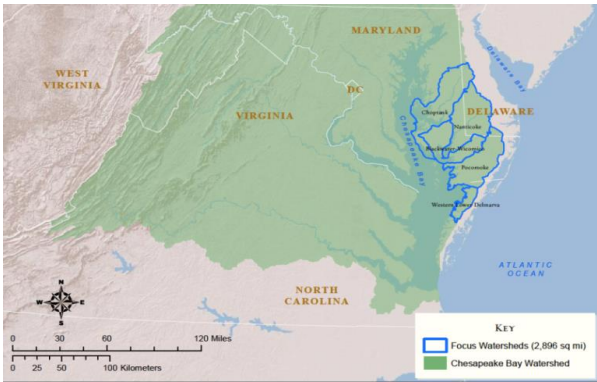 MARYLAND
WEST
VIRGINIA
Delaware Bay
DC
VIRGINIA
Choptank
DELAWARE
Chesapeake Bay
Nanticoke
Blackwater-Wicomico
Pocomoke
Western Lower Delmarva
ATLANTIC
OCEAN
NORTH
CAROLINA
N
W E
S
0 30 60 120 Miles
0 25 50 100 Kilometers
KEY
Focus Watersheds (2,896 sq mi)
Chesapeake Bay Watershed